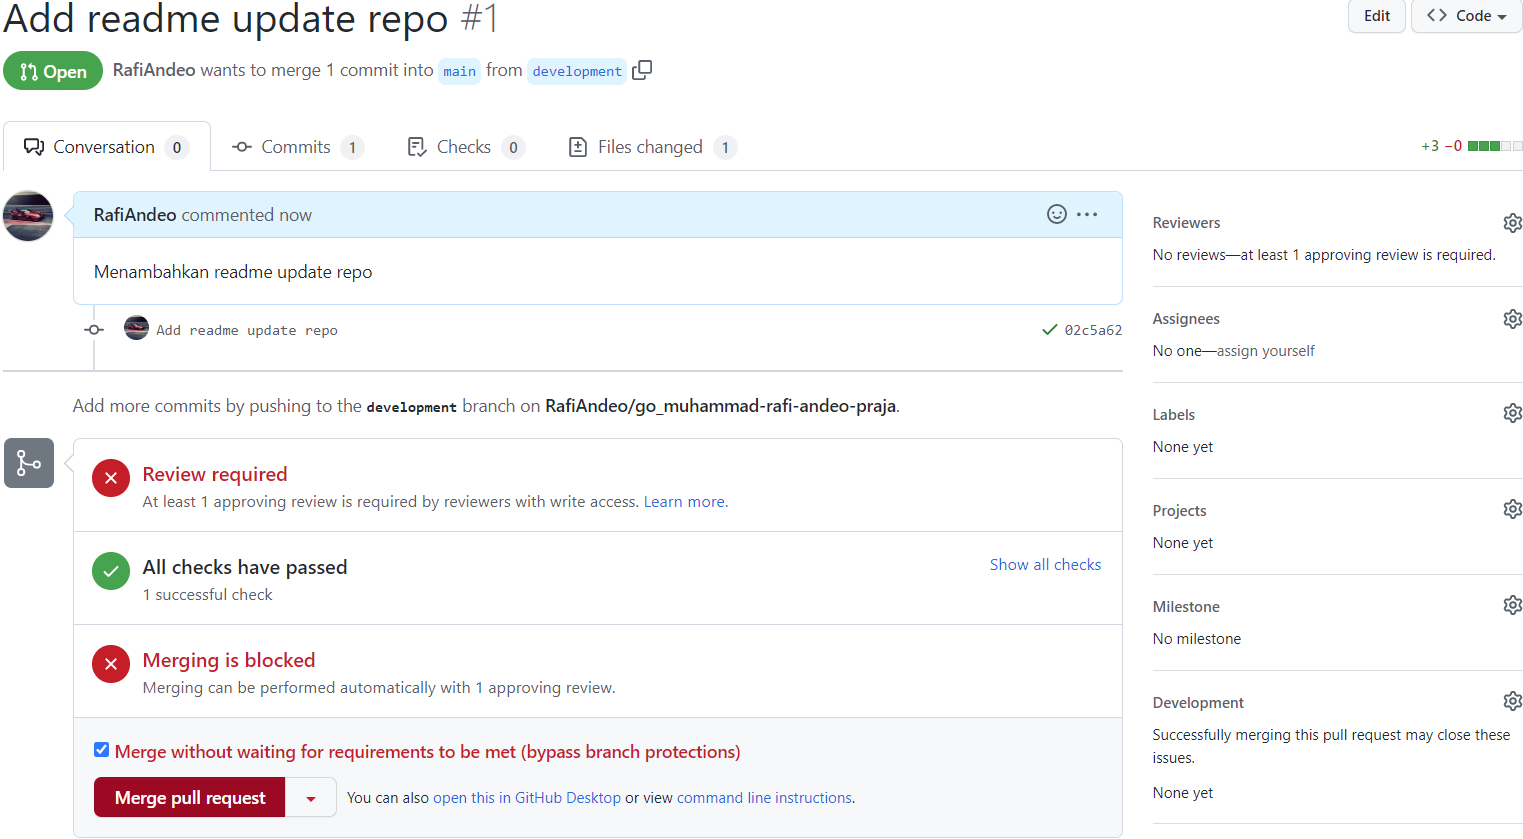 Add readme update repo #1
Edit
<> Code
Open
RafiAndeo wants to merge 1 commit into main from development
Conversation 0
Commits 1
Checks 0
Files changed 1
+3 −0
RafiAndeo commented now
Menambahkan readme update repo
Add readme update repo
02c5a62
Add more commits by pushing to the development branch on RafiAndeo/go_muhammad-rafi-andeo-praja.
Review required
At least 1 approving review is required by reviewers with write access. Learn more.
All checks have passed
1 successful check
Show all checks
Merging is blocked
Merging can be performed automatically with 1 approving review.
Merge without waiting for requirements to be met (bypass branch protections)
Merge pull request
You can also open this in GitHub Desktop or view command line instructions.
Reviewers
No reviews—at least 1 approving review is required.
Assignees
No one—assign yourself
Labels
None yet
Projects
None yet
Milestone
No milestone
Development
Successfully merging this pull request may close these
issues.
None yet